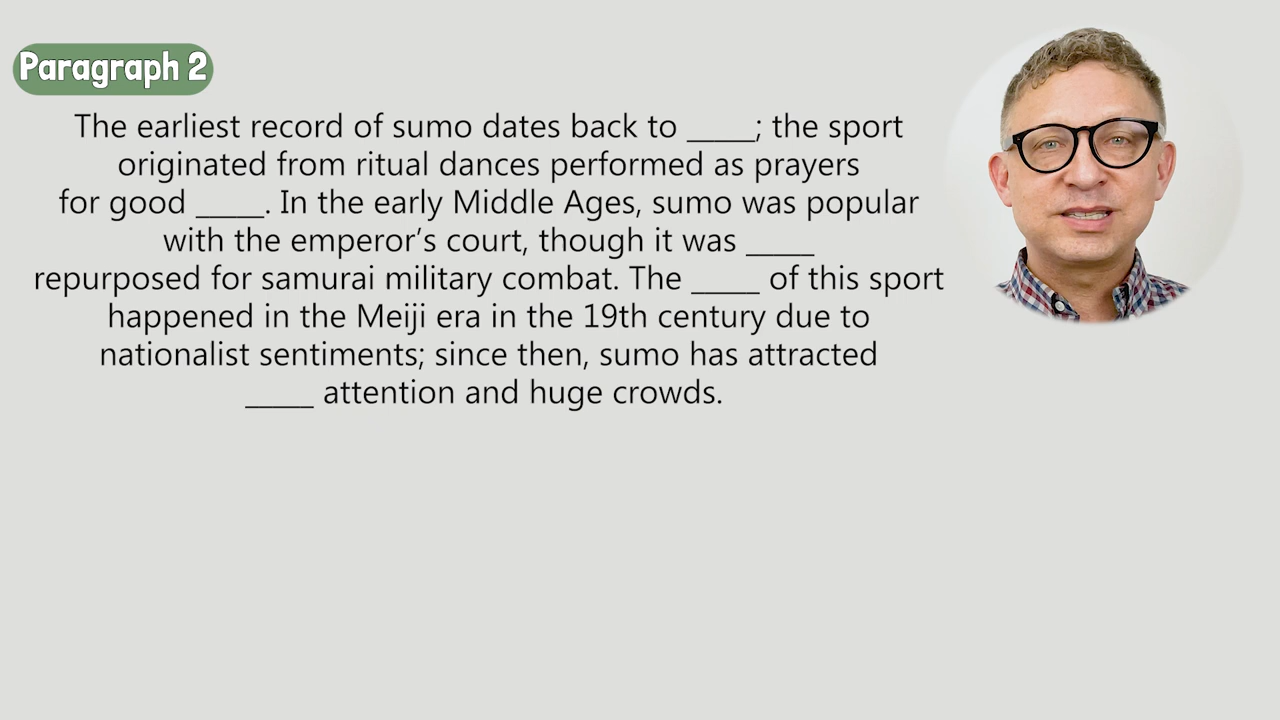 Paragraph 2
The earliest record of sumo dates back to _____; the sport
originated from ritual dances performed as prayers
for good _____. In the early Middle Ages, sumo was popular
with the emperor’s court, though it was _____
repurposed for samurai military combat. The _____ of this sport
happened in the Meiji era in the 19th century due to
nationalist sentiments; since then, sumo has attracted
_____ attention and huge crowds.